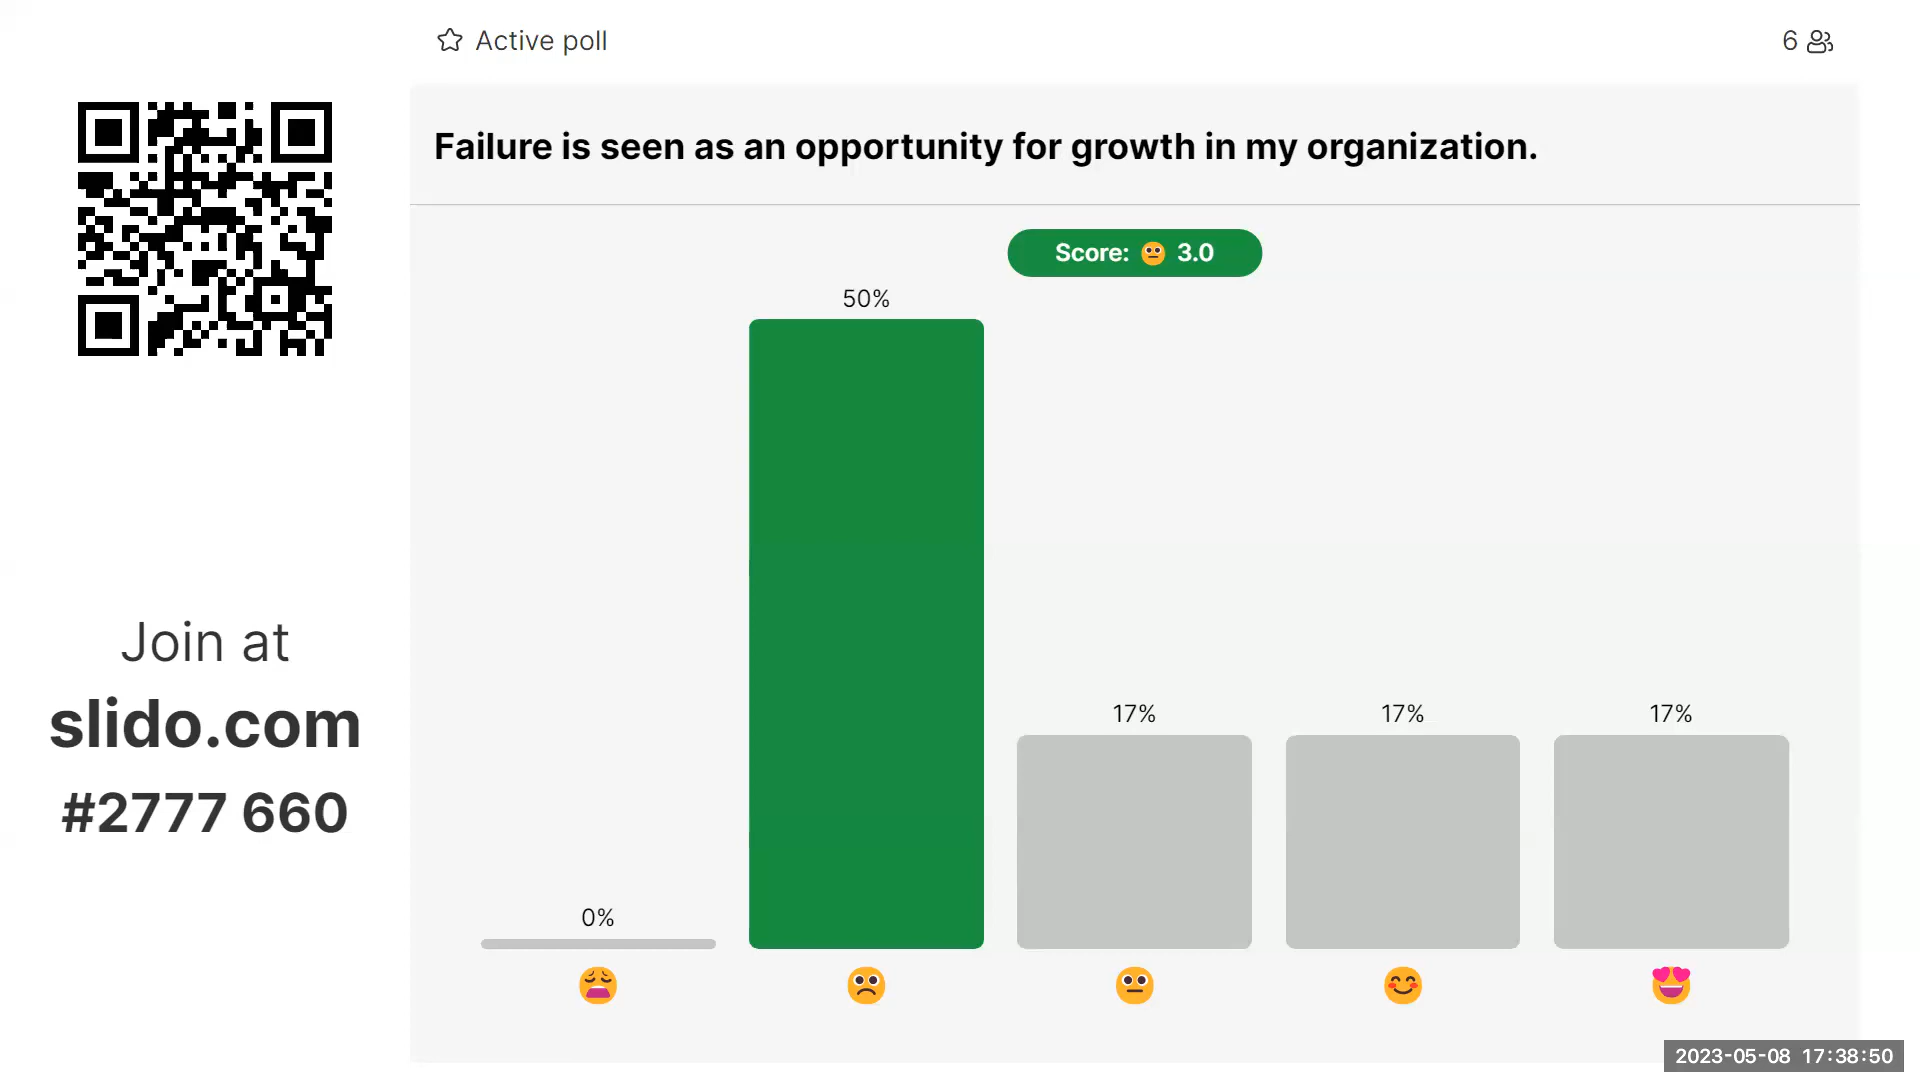 Active poll
6
Failure is seen as an opportunity for growth in my organization.
Score: 😐 3.0
50%
17%
17%
17%
0%
Join at
slido.com
#2777 660
2023-05-08 17:38:50